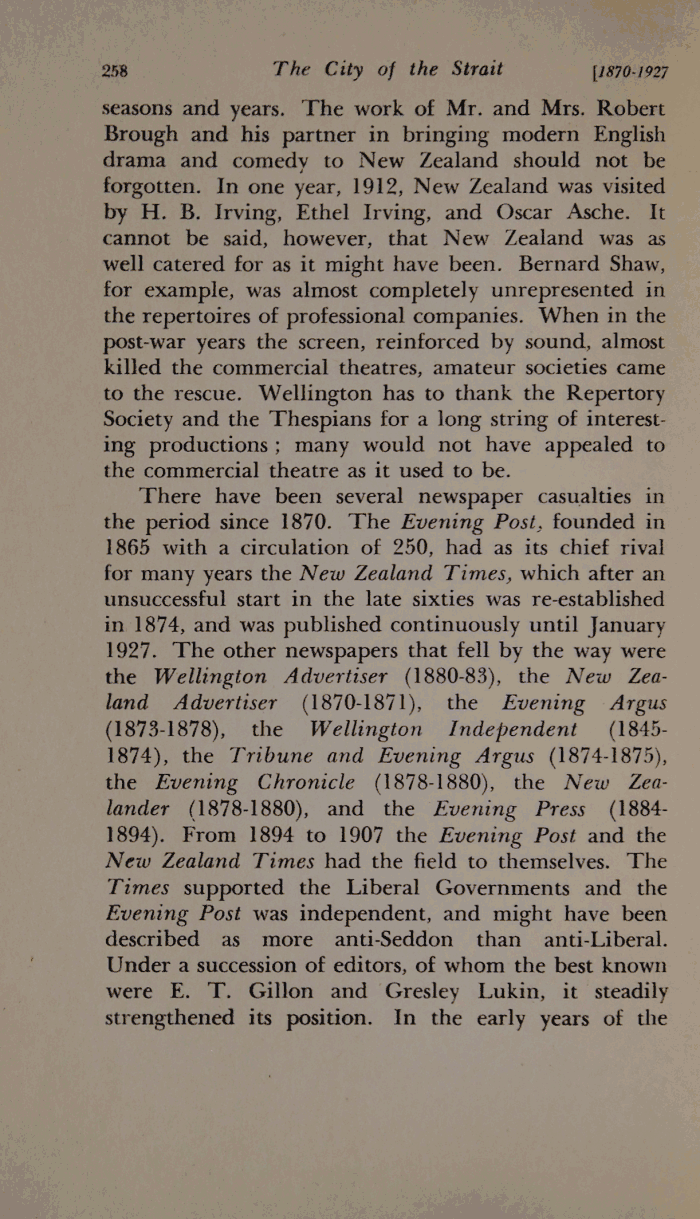 258 The City of the Strait [1870-1927
seasons and years. The work of Mr. and Mrs. Robert
Brough and his partner in bringing modern English
drama and comedy to New Zealand should not be
forgotten. In one year, 1912, New Zealand was visited
by H. B. Irving, Ethel Irving, and Oscar Asche. It
cannot be said, however, that New Zealand was as
well catered for as it might have been. Bernard Shaw,
for example, was almost completely unrepresented in
the repertoires of professional companies. When in the
post-war years the screen, reinforced by sound, almost
killed the commercial theatres, amateur societies came
to the rescue. Wellington has to thank the Repertory
Society and the Thespians for a long string of interest-
ing productions ; many would not have appealed to
the commercial theatre as it used to be.
There have been several newspaper casualties in
the period since 1870. The Evening Post, founded in
1865 with a circulation of 250, had as its chief rival
for many years the New Zealand Times, which after an
unsuccessful start in the late sixties was re-established
in 1874, and was published continuously until January
1927. The other newspapers that fell by the way were
the Wellington Advertiser (1880-83), the New Zea-
land Advertiser (1870-1871), the Evening Argus
(1873-1878), the Wellington Independent (1845-
1874), the Tribune and Evening Argus (1874-1875),
the Evening Chronicle (1878-1880), the New Zea-
lander (1878-1880), and the Evening Press (1884-
1894). From 1894 to 1907 the Evening Post and the
New Zealand Times had the field to themselves. The
Times supported the Liberal Governments and the
Evening Post was independent, and might have been
described as more anti-Seddon than anti-Liberal.
Under a succession of editors, of whom the best known
were E. T. Gillon and Gresley Lukin, it steadily
strengthened its position. In the early years of the